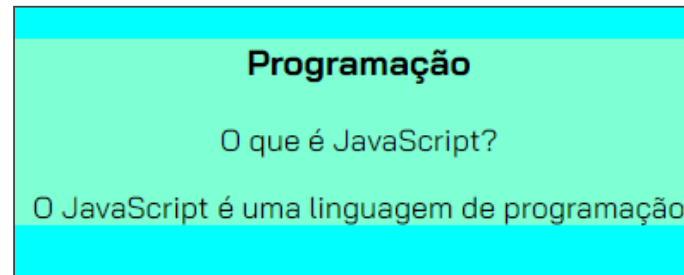 Programação
O que é JavaScript?
O JavaScript é uma linguagem de programação